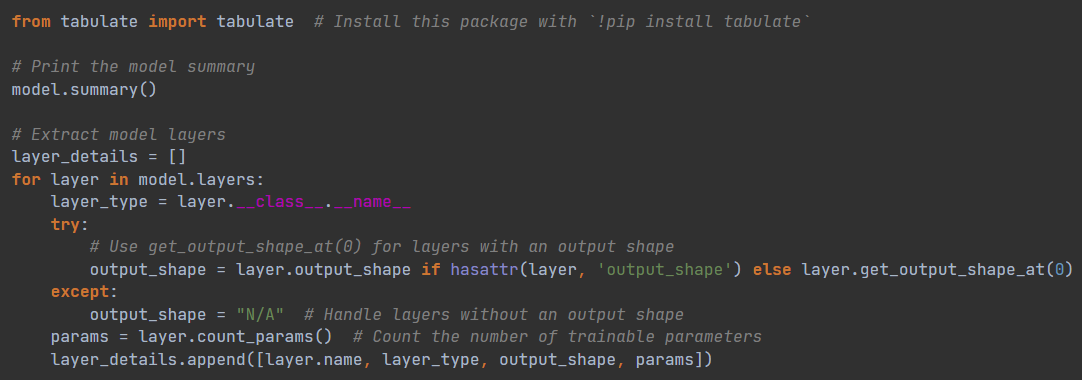 from tabulate import tabulate  # Install this package with `!pip install tabulate`

# Print the model summary
model.summary()

# Extract model layers
layer_details = []
for layer in model.layers:
    layer_type = layer.__class__.__name__
    try:
        # Use get_output_shape_at(0) for layers with an output shape
        output_shape = layer.output_shape if hasattr(layer, 'output_shape') else layer.get_output_shape_at(0)
    except:
        output_shape = "N/A"  # Handle layers without an output shape
    params = layer.count_params()  # Count the number of trainable parameters
    layer_details.append([layer.name, layer_type, output_shape, params])